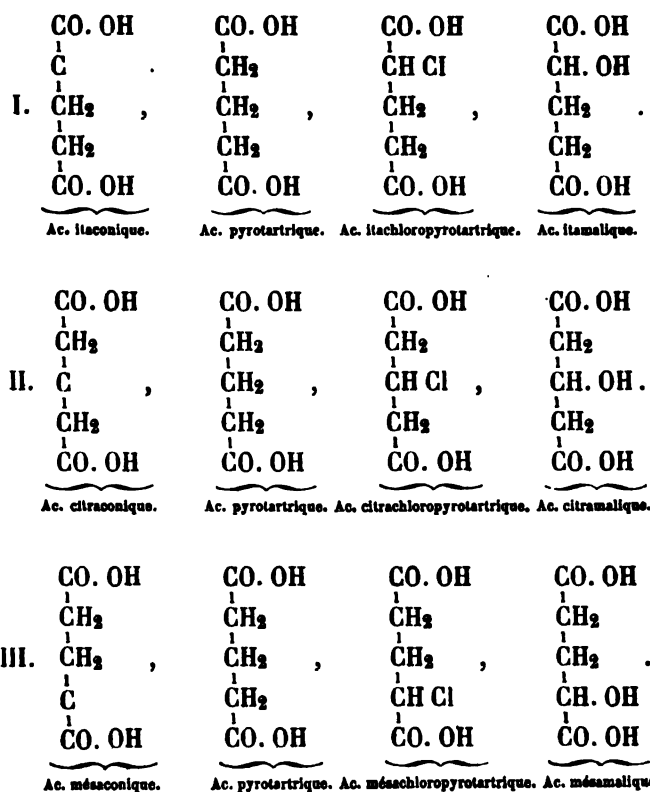 CO. OH CO. OH CO. OH CO. OH
C CH2 CH Cl CH. OH
I. CH2 , CH2 , CH2 , CH2 .
CH2 CH2 CH2 CH2
CO. OH CO. OH CO. OH CO. OH
Ac. itaconique. Ac. pyrotartrique. Ac. itachloropyrotartrique. Ac. itamalique.
CO. OH CO. OH CO. OH CO. OH
CH2 CH2 CH2 CH2
II. C , CH2 , CH Cl , CH. OH.
CH2 CH2 CH2 CH2
CO. OH CO. OH CO. OH CO. OH
Ac. citraconique. Ac. pyrotartrique. Ac. citrachloropyrotartrique. Ac. citramalique.
CO. OH CO. OH CO. OH CO. OH
CH2 CH2 CH2 CH2
III. CH2 , CH2 , CH2 , CH2 .
C CH2 CH Cl CH. OH
CO. OH CO. OH CO. OH CO. OH
Ac. mésaconique. Ac. pyrotartrique. Ac. mésachloropyrotartrique. Ac. mésamalique